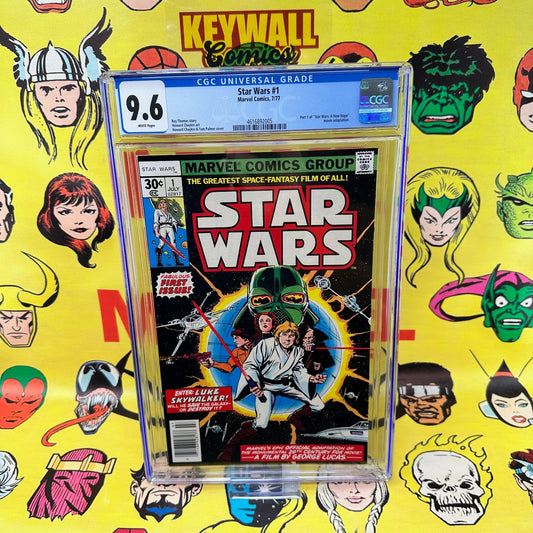 KEYWALL
Comics
CGC UNIVERSAL GRADE
9.6
WHITE Pages
Star Wars #1
Marvel Comics, 7/77
Roy Thomas story
Howard Chaykin art
Howard Chaykin & Tom Palmer cover
Part 1 of "Star Wars: A New Hope"
movie adaptation
4616892005
CGC
STAR WARS
MARVEL COMICS GROUP
30¢
1
JULY
02817
THE GREATEST SPACE-FANTASY FILM OF ALL!
STAR
WARS
FABULOUS
FIRST
ISSUE!
ENTER: LUKE
SKYWALKER!
WILL HE SAVE THE GALAXY—
OR DESTROY IT?
MARVEL'S EPIC OFFICIAL ADAPTATION OF
THE MONUMENTAL 20TH CENTURY FOX MOVIE!
A FILM BY GEORGE LUCAS—
M